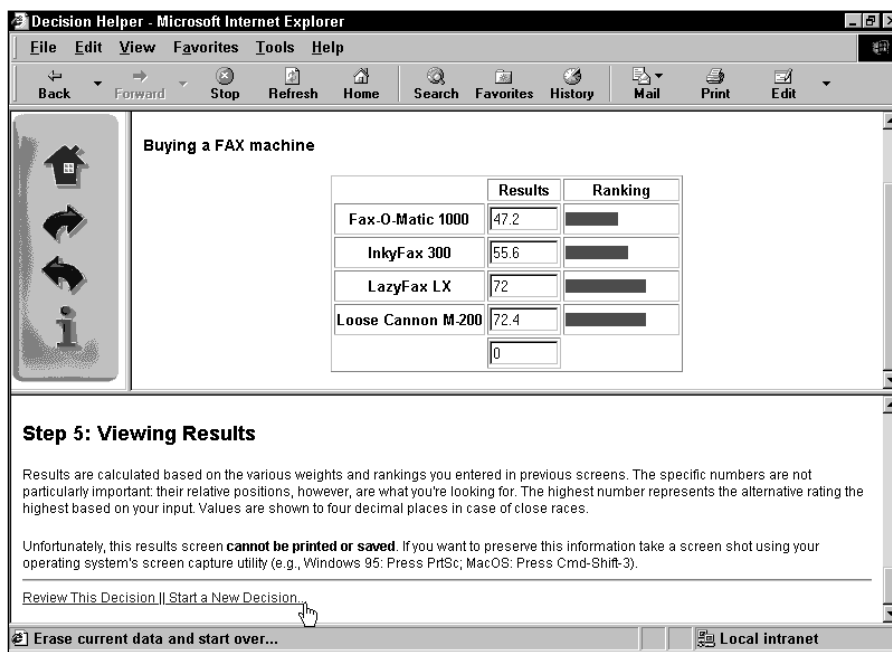 Decision Helper - Microsoft Internet Explorer
File Edit View Favorites Tools Help
Back Forward Stop Refresh Home Search Favorites History Mail Print Edit
Buying a FAX machine
Results Ranking
Fax-O-Matic 1000 47.2
InkyFax 300 55.6
LazyFax LX 72
Loose Cannon M-200 72.4
0
Step 5: Viewing Results
Results are calculated based on the various weights and rankings you entered in previous screens. The specific numbers are not
particularly important: their relative positions, however, are what you're looking for. The highest number represents the alternative rating the
highest based on your input. Values are shown to four decimal places in case of close races.
Unfortunately, this results screen cannot be printed or saved. If you want to preserve this information take a screen shot using your
operating system's screen capture utility (e.g., Windows 95: Press PrtSc; MacOS: Press Cmd-Shift-3).
Review This Decision || Start a New Decision...
Erase current data and start over... Local intranet